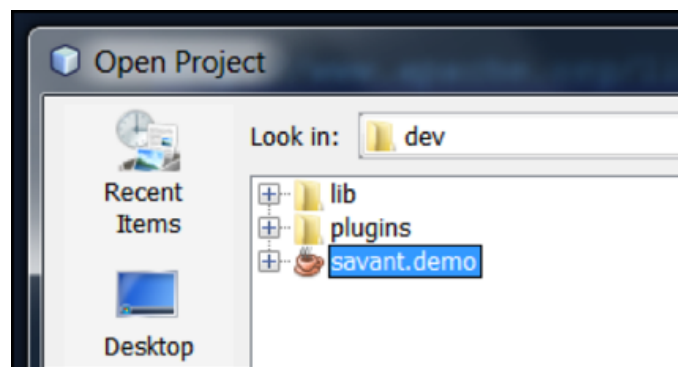 Open Project
Look in: dev
Recent
Items
Desktop
lib
plugins
savant.demo